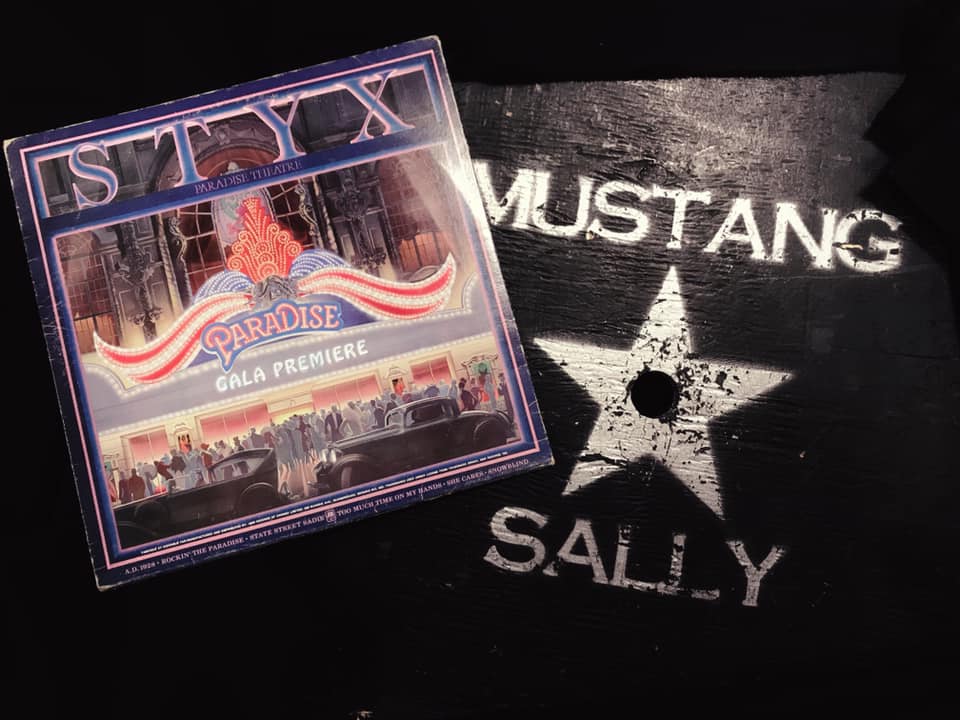 STYX
PARADISE THEATRE
PARADISE
GALA PREMIERE
A.D. 1928 • ROCKIN' THE PARADISE • STATE STREET SADIE • TOO MUCH TIME ON MY HANDS • SHE CARES • SNOWBLIND
MUSTANG
SALLY